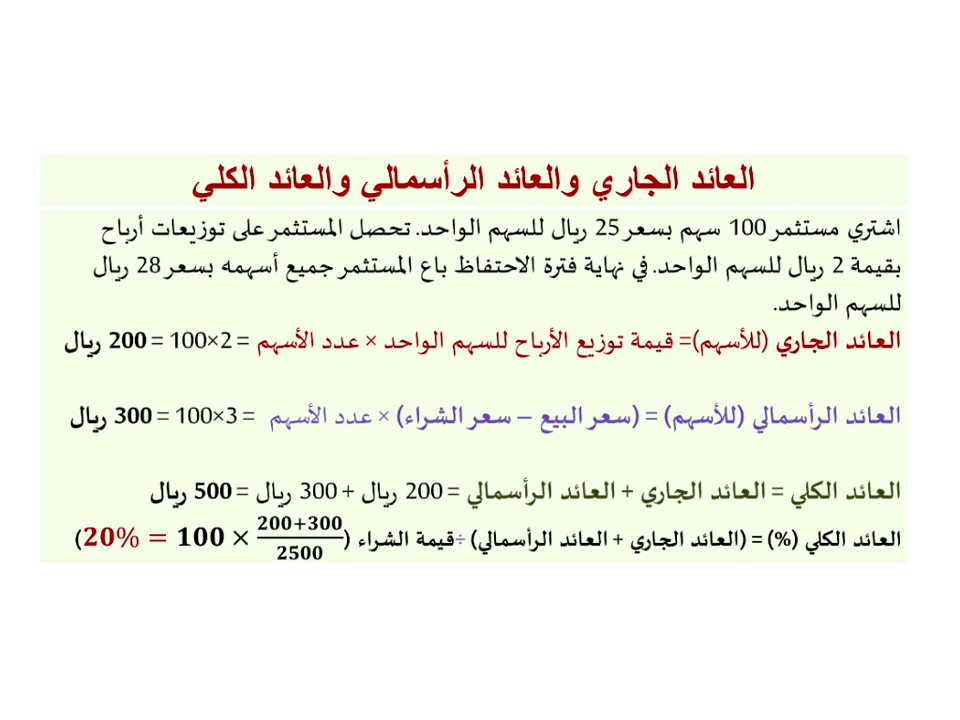 العائد الجاري والعائد الرأسمالي والعائد الكلي
اشتري مستثمر 100 سهم بسعر 25 ريال للسهم الواحد. تحصل المستثمر على توزيعات أرباح
بقيمة 2 ريال للسهم الواحد. في نهاية فترة الاحتفاظ باع المستثمر جميع أسهمه بسعر 28 ريال
للسهم الواحد.
العائد الجاري (للأسهم)= قيمة توزيع الأرباح للسهم الواحد × عدد الأسهم = 2×100 = 200 ريال
العائد الرأسمالي (للأسهم) = (سعر البيع – سعر الشراء) × عدد الأسهم = 3×100 = 300 ريال
العائد الكلي = العائد الجاري + العائد الرأسمالي = 200 ريال + 300 ريال = 500 ريال
العائد الكلي (%) = (العائد الجاري + العائد الرأسمالي) ÷قيمة الشراء (20% = 100 × 200+300 / 2500)